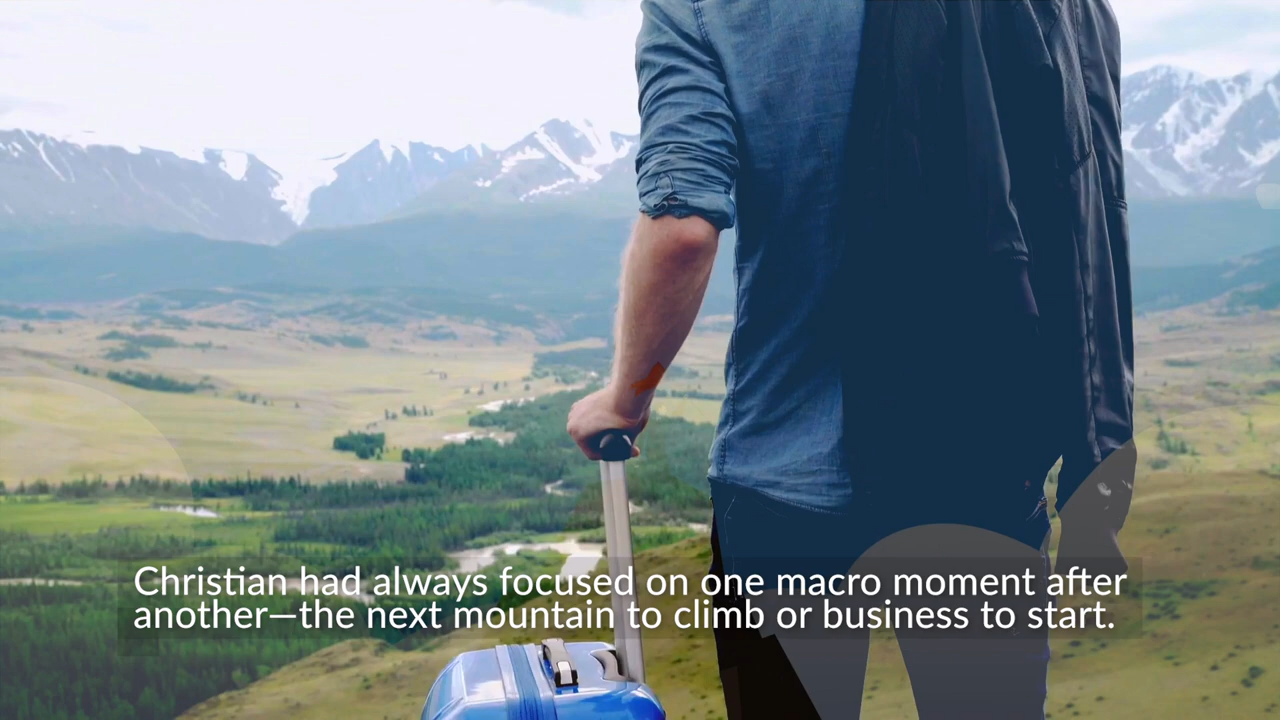 Christian had always focused on one macro moment after
another—the next mountain to climb or business to start.